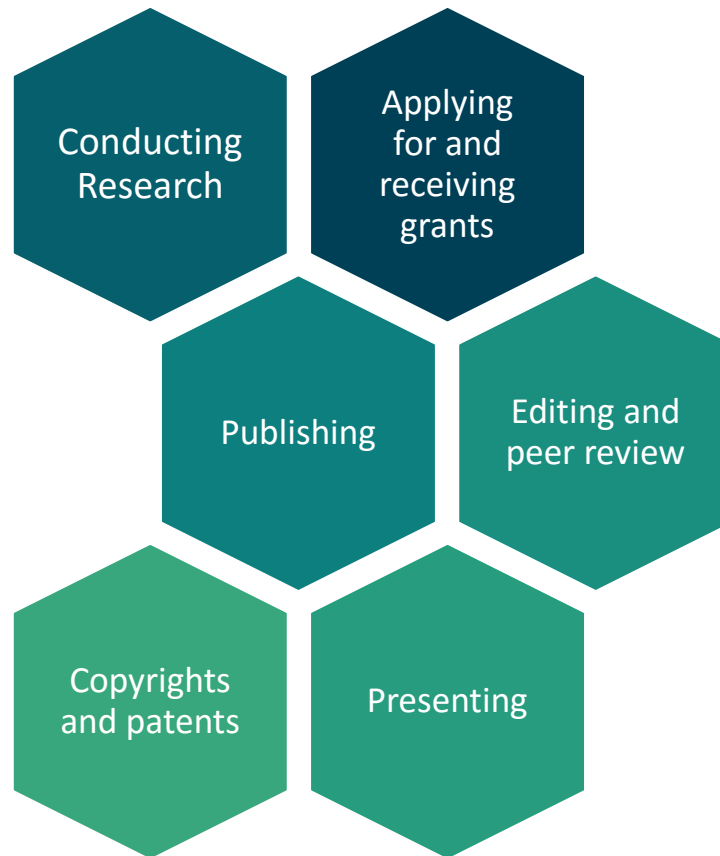 Conducting
Research
Applying
for and
receiving
grants
Publishing
Editing and
peer review
Copyrights
and patents
Presenting